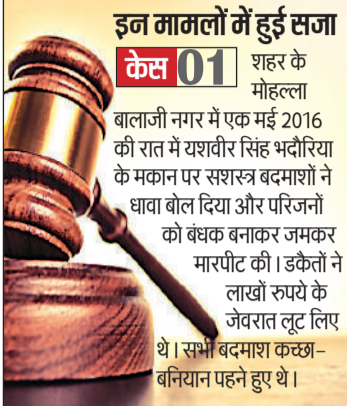 इन मामलों में हुई सजा
केस 01 शहर के
मोहल्ला
बालाजी नगर में एक मई 2016
की रात में यशवीर सिंह भदौरिया
के मकान पर सशस्त्र बदमाशों ने
धावा बोल दिया और परिजनों
को बंधक बनाकर जमकर
मारपीट की। डकैतों ने
लाखों रुपये के
जेवरात लूट लिए
थे। सभी बदमाश कच्छा-
बनियान पहने हुए थे।